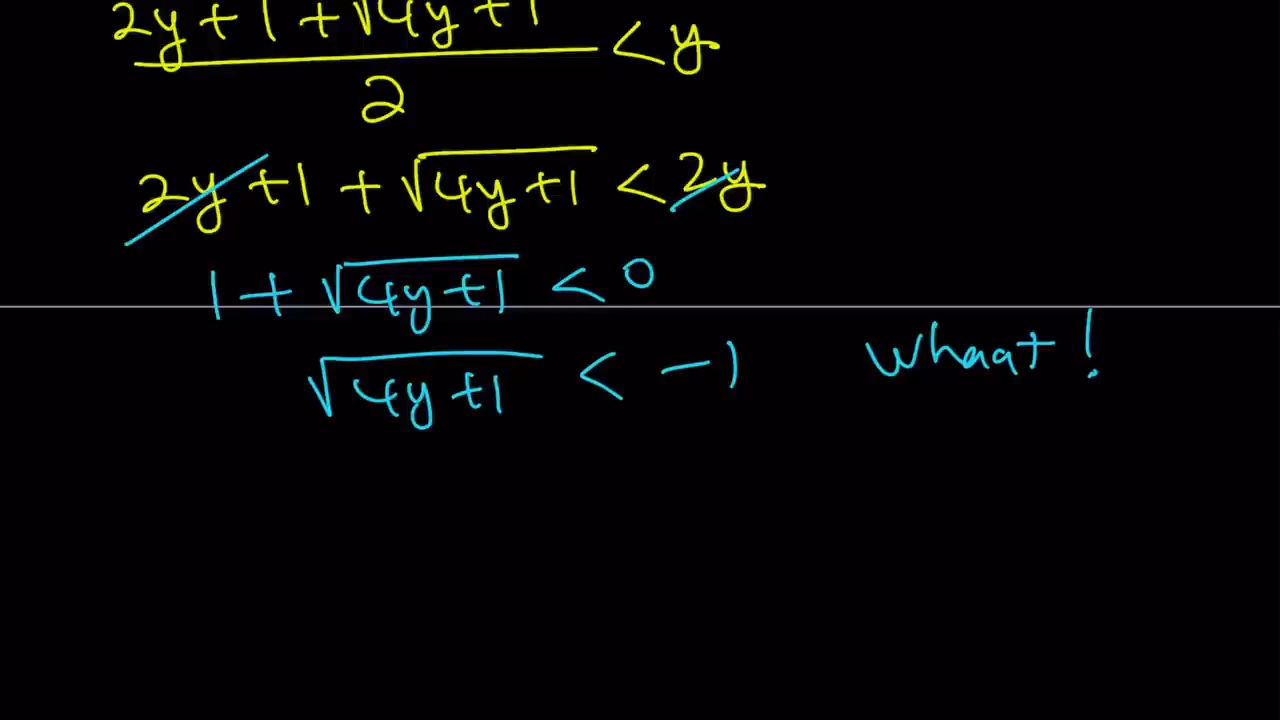 2y + 1 + √4y + 1 < y
2
2y + 1 + √4y + 1 < 2y
1 + √4y + 1 < 0
√4y + 1 < -1 whaat!